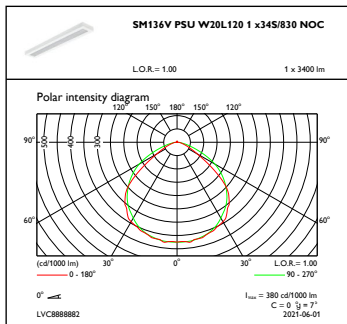 SM136V PSU W20L120 1 x34S/830 NOC
L.O.R.= 1.00
1 x 3400 lm
Polar intensity diagram
120° 150° 180° 150° 120°
90° 500 400 300 90°
60° 60°
(cd/1000 lm) 30° 0° 30° L.O.R.= 1.00
0 - 180° 90 - 270°
0°
Imax = 380 cd/1000 lm
C = 0 °g = 7°
LVC8888882 2021-06-01